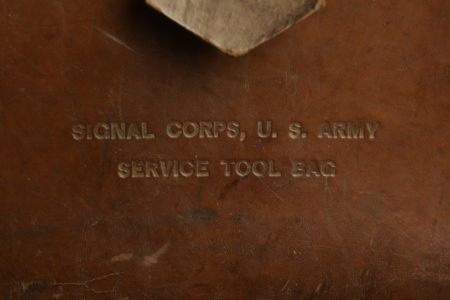 SIGNAL CORPS, U. S. ARMY
SERVICE TOOL BAG